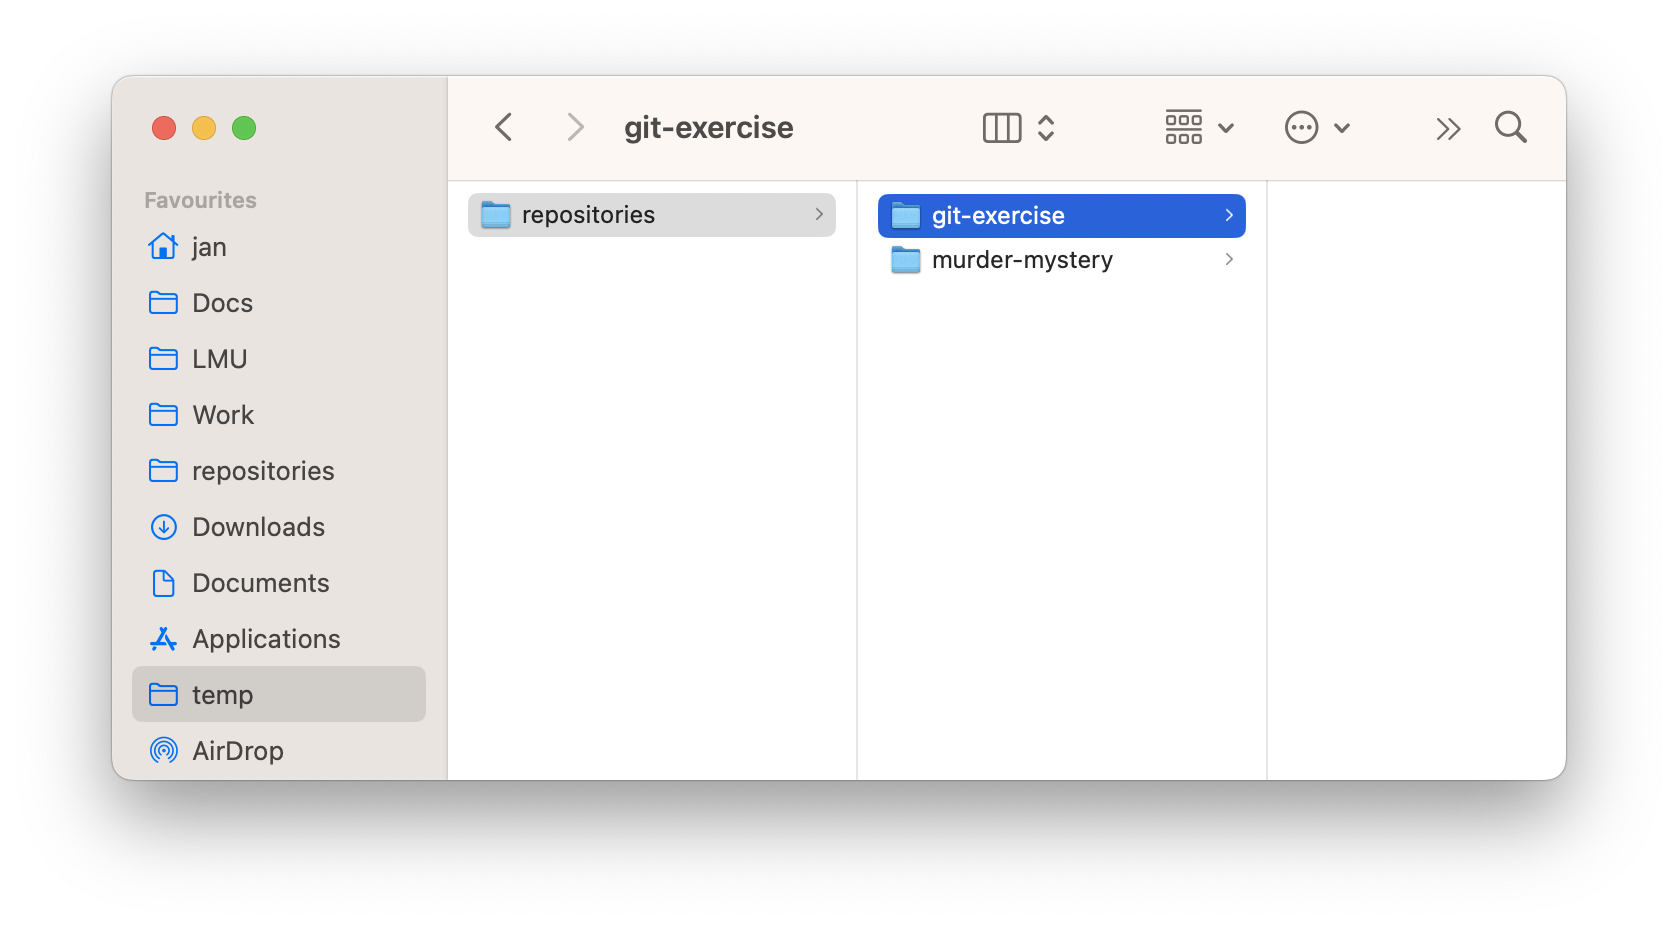 git-exercise
Favourites
jan
Docs
LMU
Work
repositories
Downloads
Documents
Applications
temp
AirDrop
repositories
git-exercise
murder-mystery